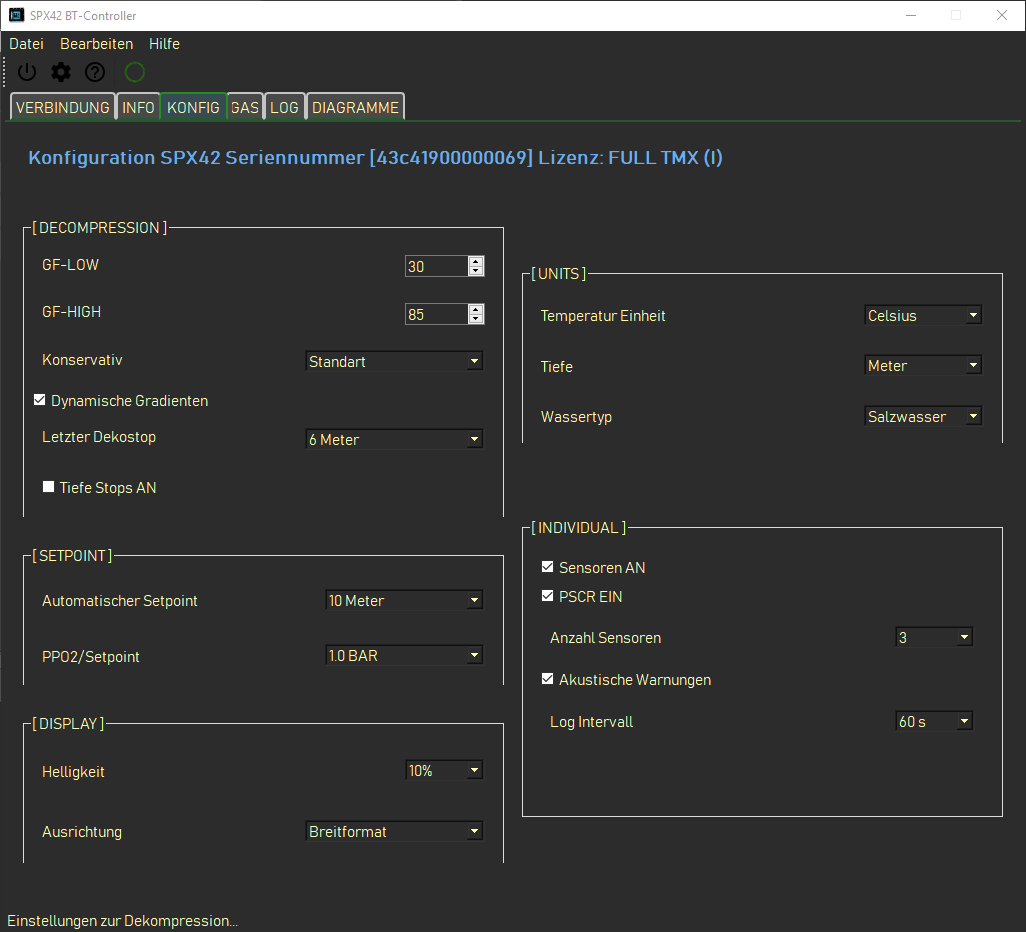 SPX42 BT-Controller
Datei Bearbeiten Hilfe
VERBINDUNG INFO KONFIG GAS LOG DIAGRAMME
Konfiguration SPX42 Seriennummer [43c41900000069] Lizenz: FULL TMX (I)
[ DECOMPRESSION ]
GF-LOW 30
GF-HIGH 85
Konservativ Standart
Dynamische Gradienten
Letzter Dekostop 6 Meter
Tiefe Stops AN
[ SETPOINT ]
Automatischer Setpoint 10 Meter
PPO2/Setpoint 1.0 BAR
[ DISPLAY ]
Helligkeit 10%
Ausrichtung Breitformat
[ UNITS ]
Temperatur Einheit Celsius
Tiefe Meter
Wassertyp Salzwasser
[ INDIVIDUAL ]
Sensoren AN
PSCR EIN
Anzahl Sensoren 3
Akustische Warnungen
Log Intervall 60 s
Einstellungen zur Dekompression...